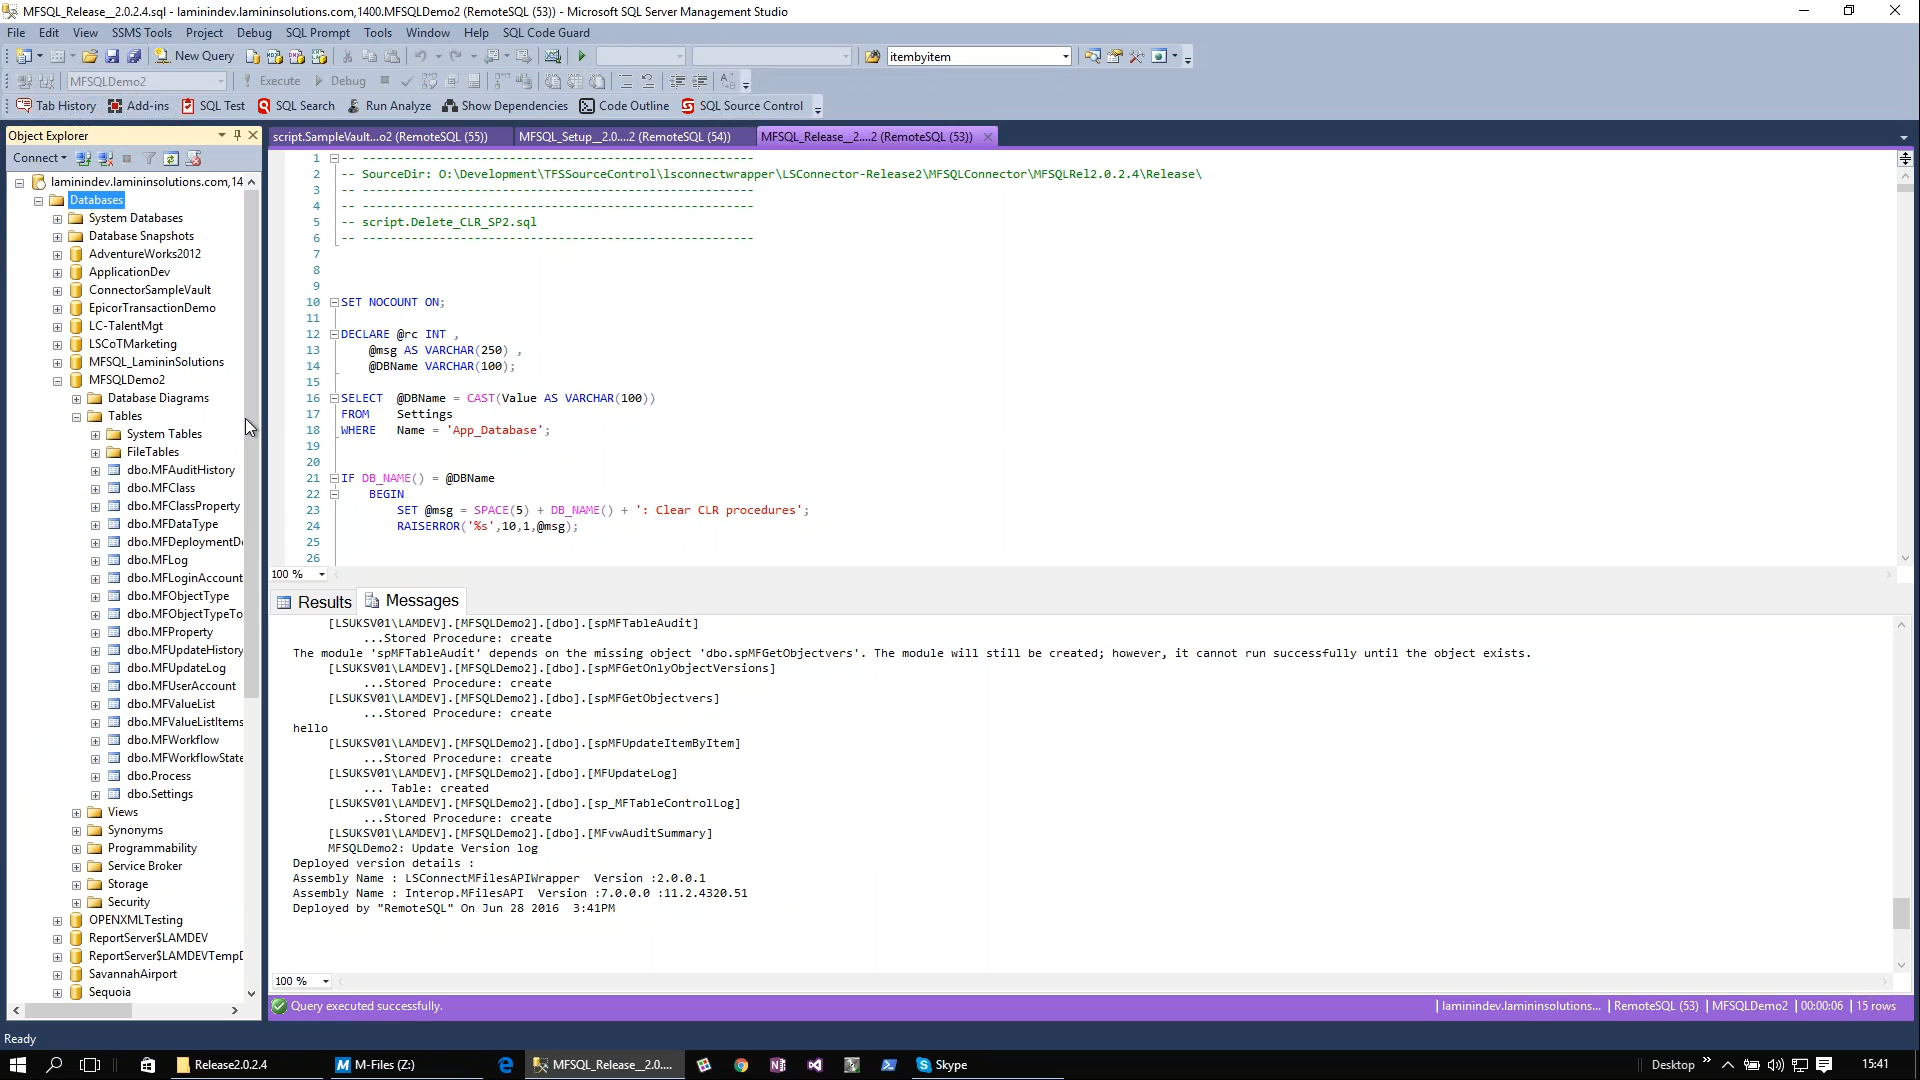 MFSQL_Release__2.0.2.4.sql - laminindev.lamininsolutions.com,1400.MFSQLDemo2 (RemoteSQL (53)) - Microsoft SQL Server Management Studio
File Edit View SSMS Tools Project Debug SQL Prompt Tools Window Help SQL Code Guard
New Query itembyitem
MFSQLDemo2 Execute Debug
Tab History Add-ins SQL Test SQL Search Run Analyze Show Dependencies Code Outline SQL Source Control
Object Explorer
Connect
laminindev.lamininsolutions.com,14
Databases
System Databases
Database Snapshots
AdventureWorks2012
ApplicationDev
ConnectorSampleVault
EpicorTransactionDemo
LC-TalentMgt
LSCoTMarketing
MFSQL_LamininSolutions
MFSQLDemo2
Database Diagrams
Tables
System Tables
FileTables
dbo.MFAuditHistory
dbo.MFClass
dbo.MFClassProperty
dbo.MFDataType
dbo.MFDeploymentD
dbo.MFLog
dbo.MFLoginAccount
dbo.MFObjectType
dbo.MFObjectTypeTo
dbo.MFProperty
dbo.MFUpdateHistory
dbo.MFUpdateLog
dbo.MFUserAccount
dbo.MFValueList
dbo.MFValueListItems
dbo.MFWorkflow
dbo.MFWorkflowState
dbo.Process
dbo.Settings
Views
Synonyms
Programmability
Service Broker
Storage
Security
OPENXMLTesting
ReportServer$LAMDEV
ReportServer$LAMDEVTempD
SavannahAirport
Sequoia
script.SampleVault...o2 (RemoteSQL (55)) MFSQL_Setup__2.0....2 (RemoteSQL (54)) MFSQL_Release__2....2 (RemoteSQL (53))
1 -- --------------------------------------------------------
2 -- SourceDir: O:\Development\TFSSourceControl\lsconnectwrapper\LSConnector-Release2\MFSQLConnector\MFSQLRel2.0.2.4\Release\
3 -- --------------------------------------------------------
4 -- --------------------------------------------------------
5 -- script.Delete_CLR_SP2.sql
6 -- --------------------------------------------------------
7
8
9
10 SET NOCOUNT ON;
11
12 DECLARE @rc INT ,
13 @msg AS VARCHAR(250) ,
14 @DBName VARCHAR(100);
15
16 SELECT @DBName = CAST(Value AS VARCHAR(100))
17 FROM Settings
18 WHERE Name = 'App_Database';
19
20
21 IF DB_NAME() = @DBName
22 BEGIN
23 SET @msg = SPACE(5) + DB_NAME() + ': Clear CLR procedures';
24 RAISERROR('%s',10,1,@msg);
25
26
100 %
Results Messages
[LSUKSV01\LAMDEV].[MFSQLDemo2].[dbo].[spMFTableAudit]
...Stored Procedure: create
The module 'spMFTableAudit' depends on the missing object 'dbo.spMFGetObjectvers'. The module will still be created; however, it cannot run successfully until the object exists.
[LSUKSV01\LAMDEV].[MFSQLDemo2].[dbo].[spMFGetOnlyObjectVersions]
...Stored Procedure: create
[LSUKSV01\LAMDEV].[MFSQLDemo2].[dbo].[spMFGetObjectvers]
...Stored Procedure: create
hello
[LSUKSV01\LAMDEV].[MFSQLDemo2].[dbo].[spMFUpdateItemByItem]
...Stored Procedure: create
[LSUKSV01\LAMDEV].[MFSQLDemo2].[dbo].[MFUpdateLog]
... Table: created
[LSUKSV01\LAMDEV].[MFSQLDemo2].[dbo].[sp_MFTableControlLog]
...Stored Procedure: create
[LSUKSV01\LAMDEV].[MFSQLDemo2].[dbo].[MFvwAuditSummary]
MFSQLDemo2: Update Version log
Deployed version details :
Assembly Name : LSConnectMFilesAPIWrapper Version :2.0.0.1
Assembly Name : Interop.MFilesAPI Version :7.0.0.0 :11.2.4320.51
Deployed by "RemoteSQL" On Jun 28 2016 3:41PM
100 %
Query executed successfully. laminindev.lamininsolutions... RemoteSQL (53) MFSQLDemo2 00:00:06 15 rows
Ready
Release2.0.2.4 M-Files (Z:) MFSQL_Release__2.0.... Skype Desktop 15:41